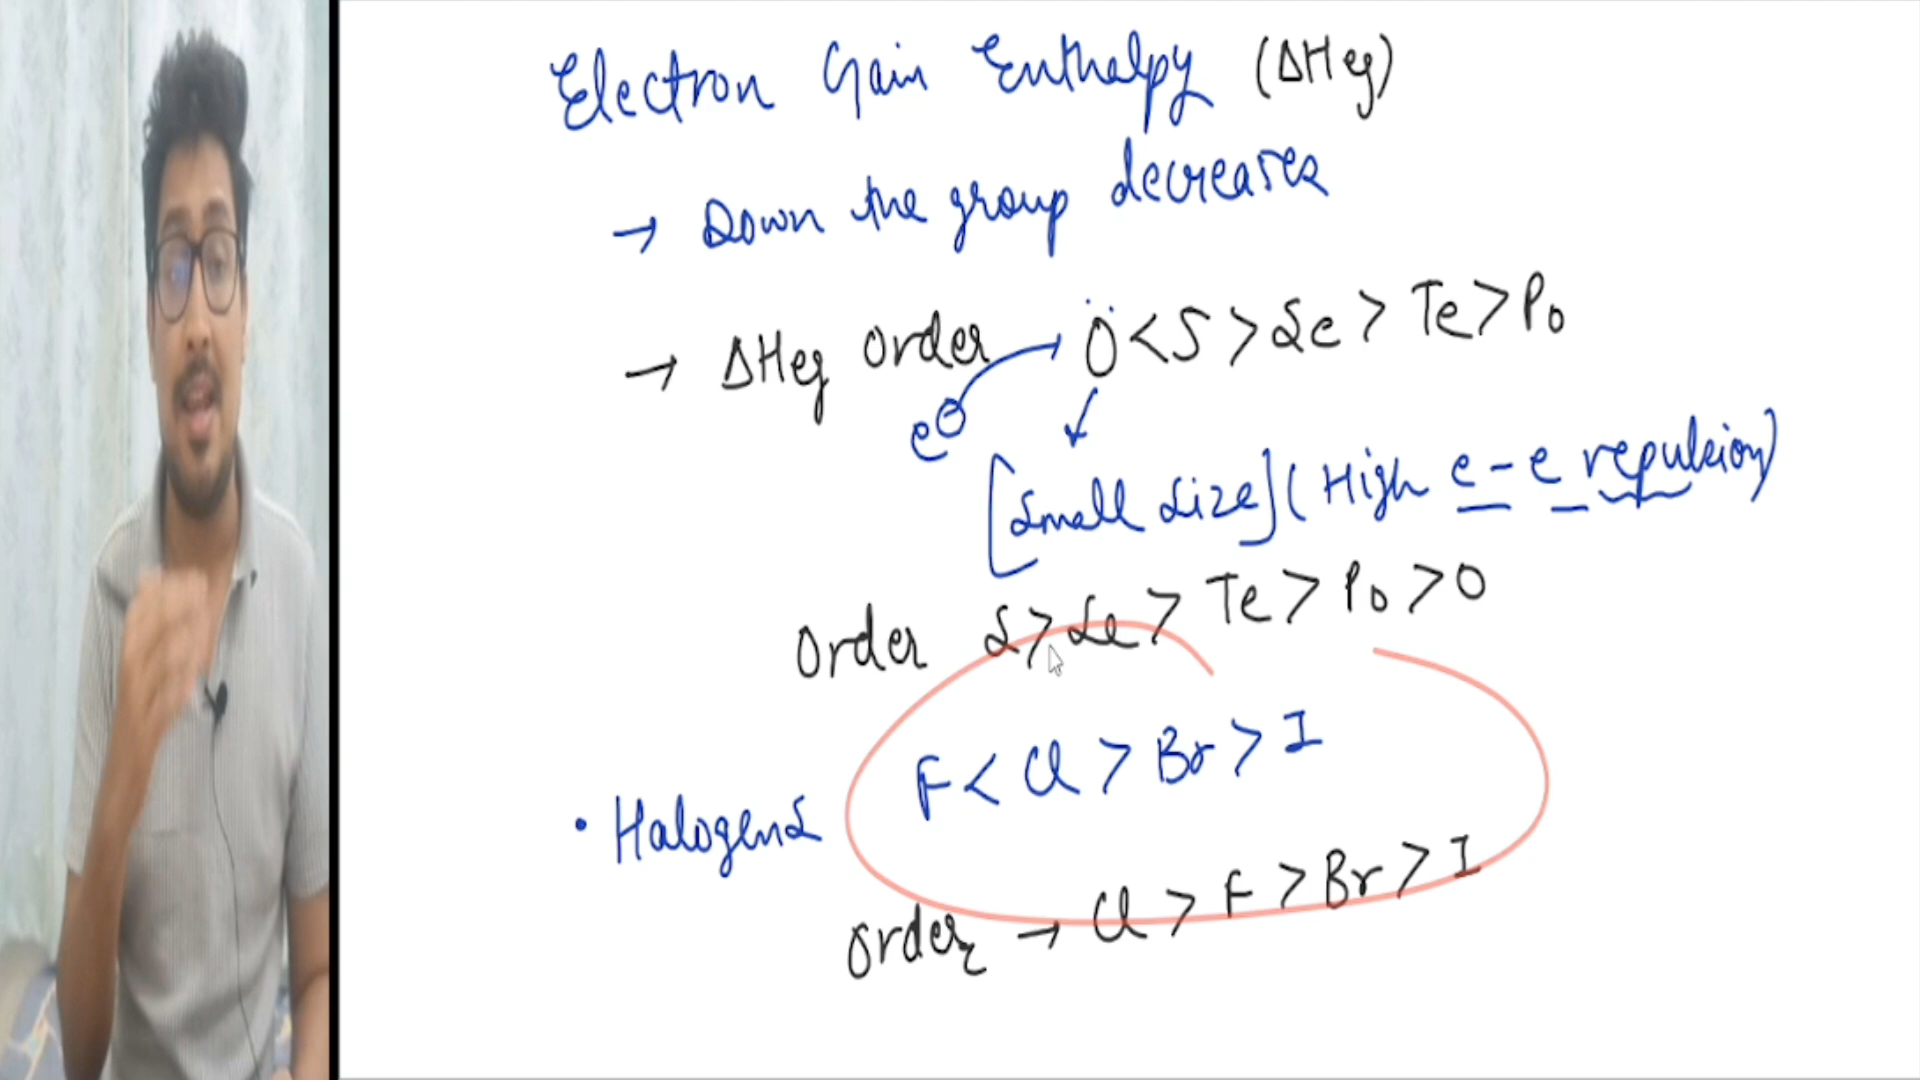 Electron Gain Enthalpy (ΔHeg)
→ Down the group decreases
→ ΔHeg order O < S > Se > Te > Po
e⊖
[Small Size] (High e - e repulsion)
Order S > Se > Te > Po > O
F < Cl > Br > I
• Halogens
Order → Cl > F > Br > I